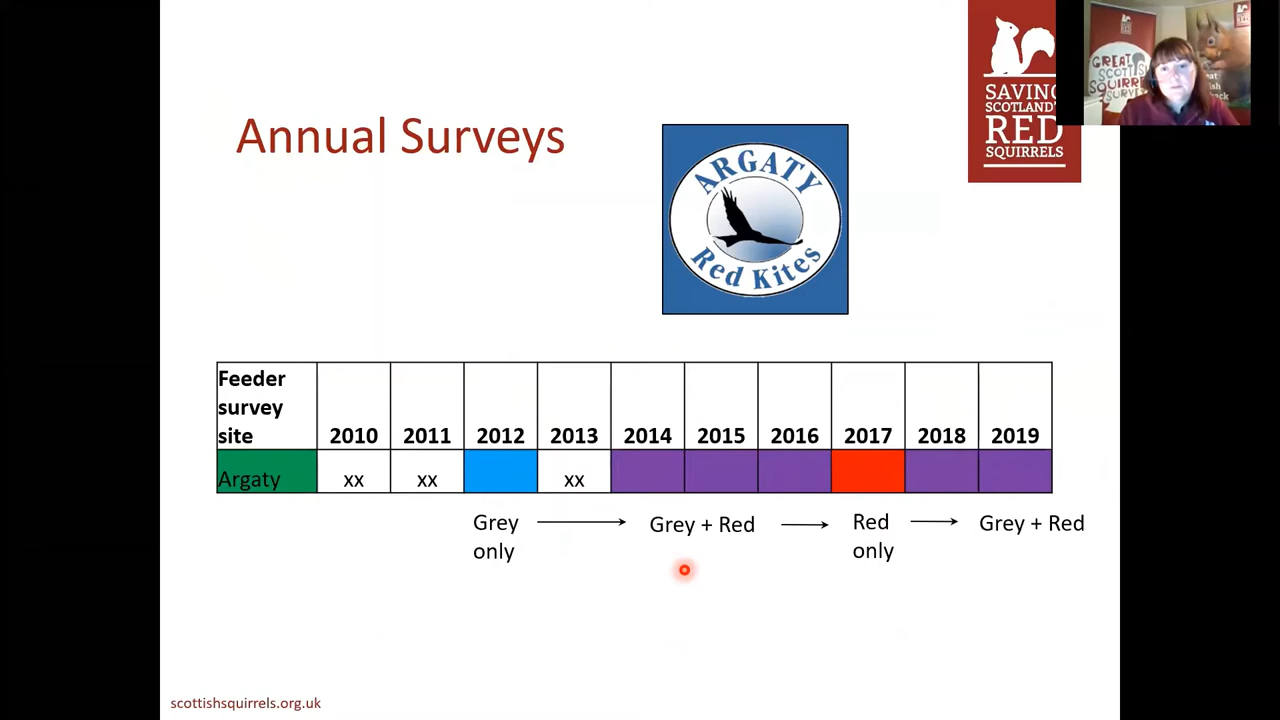 Annual Surveys
ARGATY
Red Kites
SAVING
SCOTLAND'S
RED
SQUIRRELS
GREAT
Feeder
survey
site 2010 2011 2012 2013 2014 2015 2016 2017 2018 2019
Argaty xx xx xx
Grey
only
Grey + Red
Red
only
Grey + Red
scottishsquirrels.org.uk